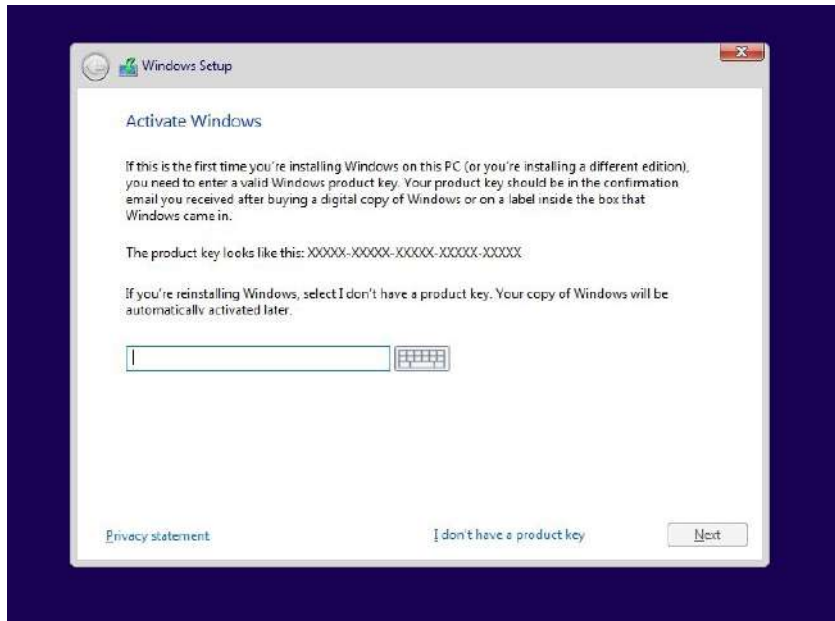 Windows Setup
Activate Windows
If this is the first time you're installing Windows on this PC (or you're installing a different edition),
you need to enter a valid Windows product key. Your product key should be in the confirmation
email you received after buying a digital copy of Windows or on a label inside the box that
Windows came in.
The product key looks like this: XXXXX-XXXXX-XXXXX-XXXXX-XXXXX
If you're reinstalling Windows, select I don't have a product key. Your copy of Windows will be
automatically activated later.
Privacy statement
I don't have a product key
Next